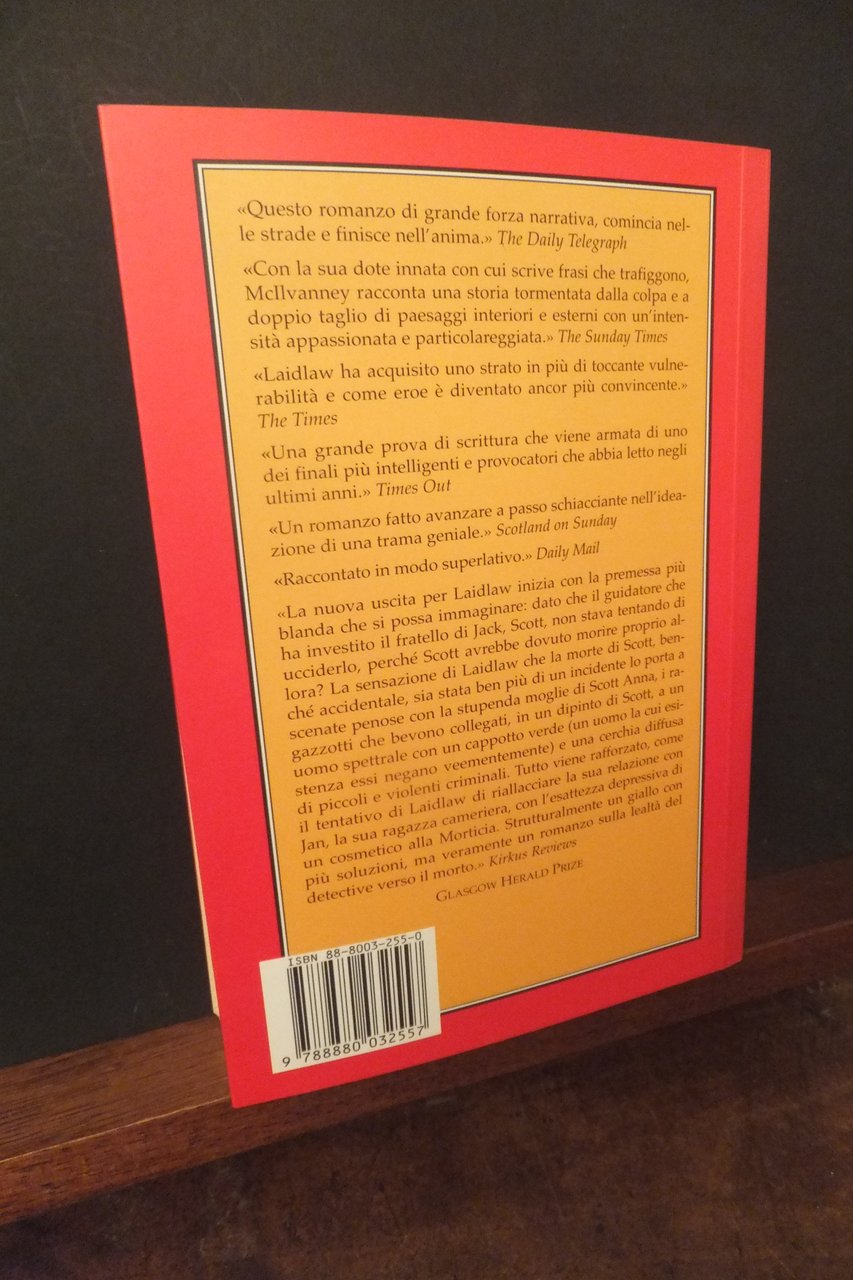 «Questo romanzo di grande forza narrativa, comincia nel-
le strade e finisce nell'anima.» The Daily Telegraph
«Con la sua dote innata con cui scrive frasi che trafiggono,
McIlvanney racconta una storia tormentata dalla colpa e a
doppio taglio di paesaggi interiori e esterni con un'inten-
sità appassionata e particolareggiata.» The Sunday Times
«Laidlaw ha acquisito uno strato in più di toccante vulne-
rabilità e come eroe è diventato ancor più convincente.»
The Times
«Una grande prova di scrittura che viene armata di uno
dei finali più intelligenti e provocatori che abbia letto negli
ultimi anni.» Times Out
«Un romanzo fatto avanzare a passo schiacciante nell'idea-
zione di una trama geniale.» Scotland on Sunday
«Raccontato in modo superlativo.» Daily Mail
«La nuova uscita per Laidlaw inizia con la premessa più
blanda che si possa immaginare: dato che il guidatore che
ha investito il fratello di Jack, Scott, non stava tentando di
ucciderlo, perché Scott avrebbe dovuto morire proprio al-
lora? La sensazione di Laidlaw che la morte di Scott, ben-
ché accidentale, sia stata ben più di un incidente lo porta a
scenate penose con la stupenda moglie di Scott Anna, i ra-
gazzotti che bevono collegati, in un dipinto di Scott, a un
uomo spettrale con un cappotto verde (un uomo la cui esi-
stenza essi negano veementemente) e una cerchia diffusa
di piccoli e violenti criminali. Tutto viene rafforzato, come
il tentativo di Laidlaw di riallacciare la sua relazione con
Jan, la sua ragazza cameriera, con l'esattezza depressiva di
un cosmetico alla Morticia. Strutturalmente un giallo con
più soluzioni, ma veramente un romanzo sulla lealtà del
detective verso il morto.» Kirkus Reviews
GLASGOW HERALD PRIZE
ISBN 88-8003-255-0
9 788880 032557